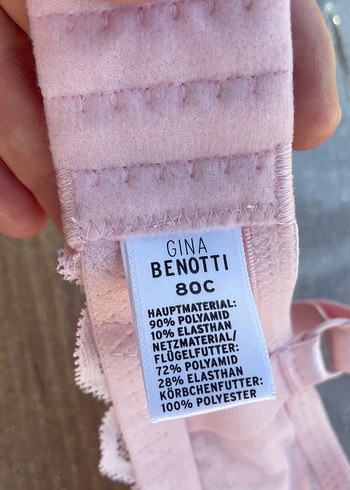 GINA
BENOTTI
80C
HAUPTMATERIAL:
90% POLYAMID
10% ELASTHAN
NETZMATERIAL/
FLÜGELFUTTER:
72% POLYAMID
28% ELASTHAN
KÖRBCHENFUTTER:
100% POLYESTER